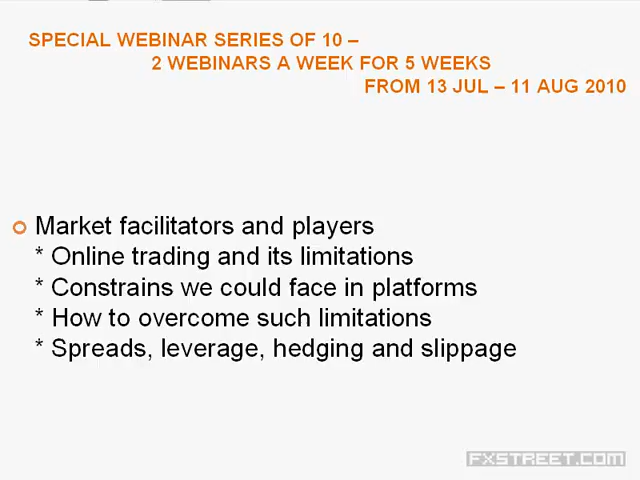 SPECIAL WEBINAR SERIES OF 10 –
2 WEBINARS A WEEK FOR 5 WEEKS
FROM 13 JUL – 11 AUG 2010
Market facilitators and players
* Online trading and its limitations
* Constrains we could face in platforms
* How to overcome such limitations
* Spreads, leverage, hedging and slippage
FXSTREET.COM